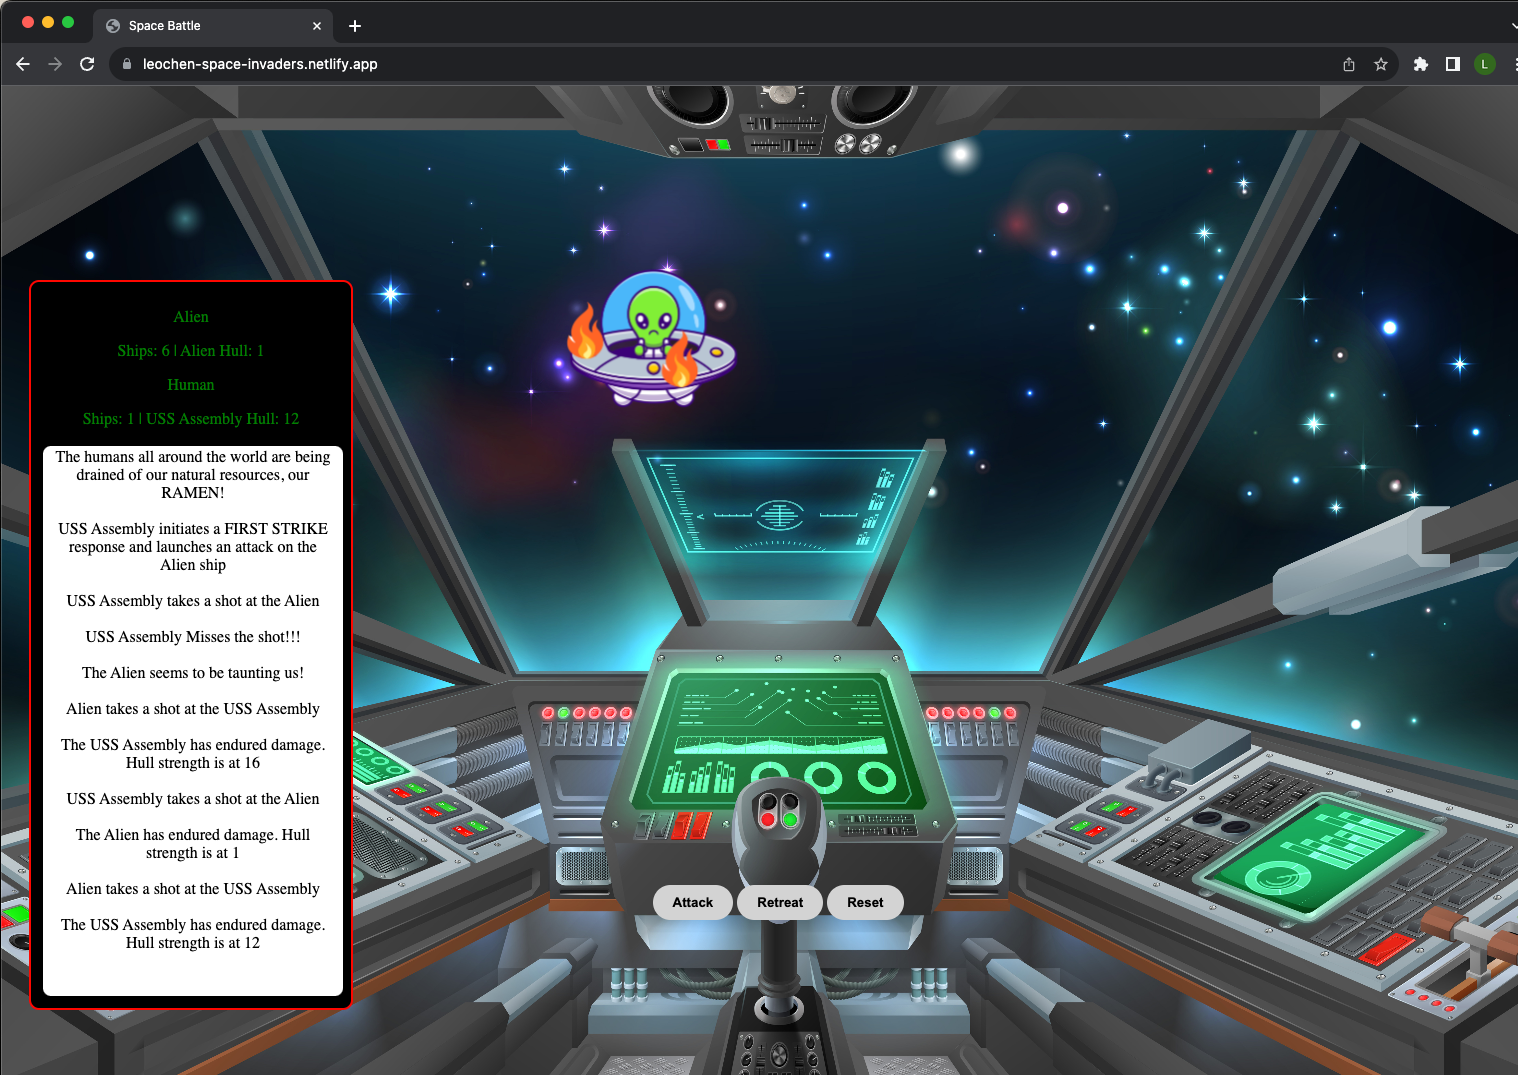 Space Battle
leochen-space-invaders.netlify.app
L
Alien
Ships: 6 | Alien Hull: 1
Human
Ships: 1 | USS Assembly Hull: 12
The humans all around the world are being
drained of our natural resources, our
RAMEN!
USS Assembly initiates a FIRST STRIKE
response and launches an attack on the
Alien ship
USS Assembly takes a shot at the Alien
USS Assembly Misses the shot!!!
The Alien seems to be taunting us!
Alien takes a shot at the USS Assembly
The USS Assembly has endured damage.
Hull strength is at 16
USS Assembly takes a shot at the Alien
The Alien has endured damage. Hull
strength is at 1
Alien takes a shot at the USS Assembly
The USS Assembly has endured damage.
Hull strength is at 12
Attack
Retreat
Reset